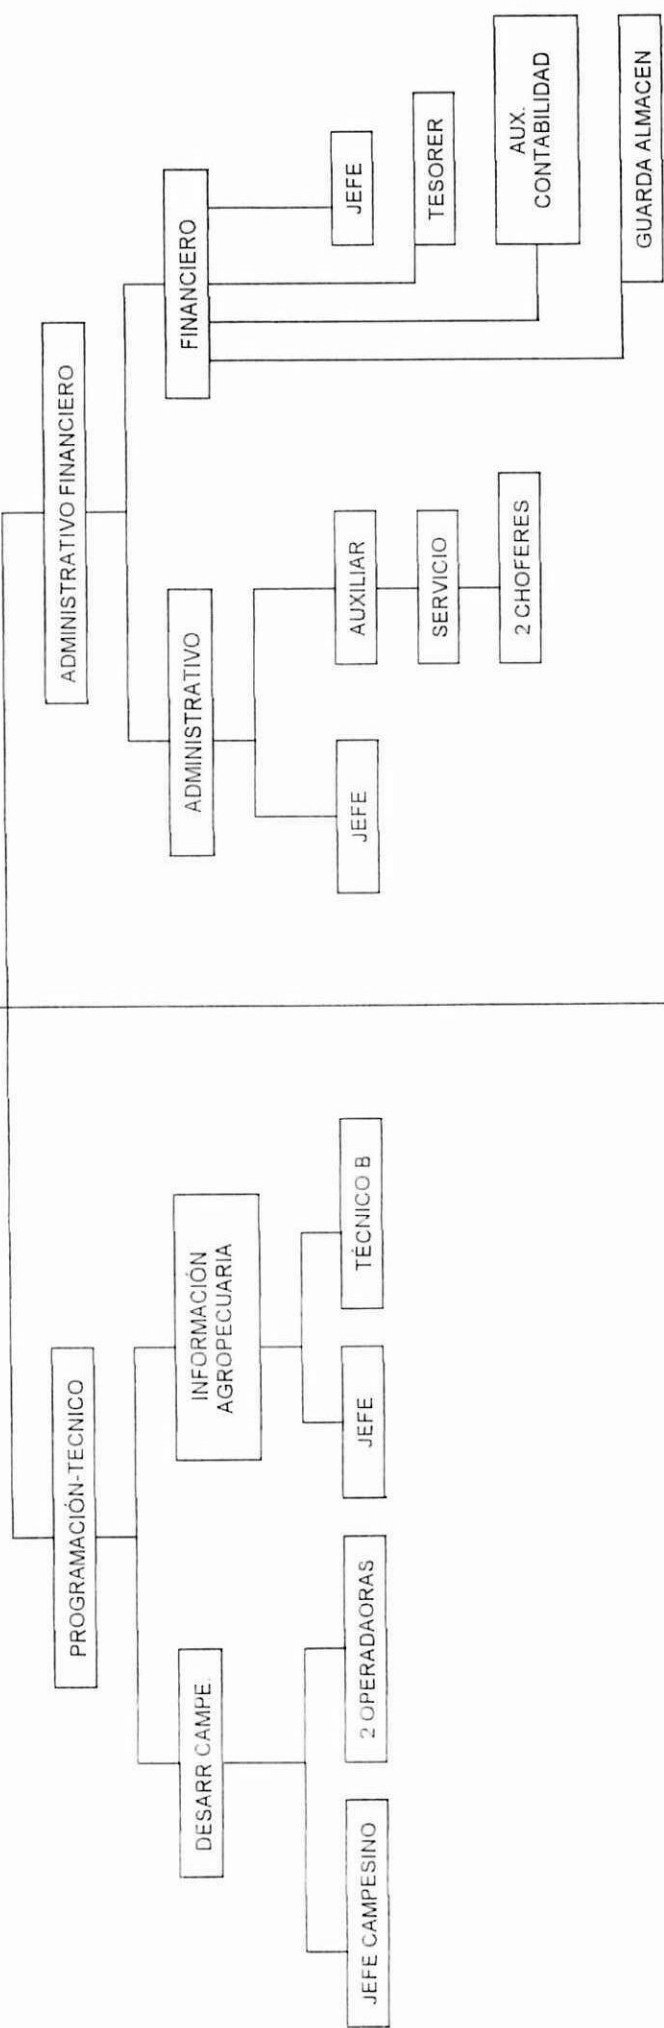 PROGRAMACIÓN-TECNICO
ADMINISTRATIVO FINANCIERO
DESARR CAMPE.
INFORMACIÓN
AGROPECUARIA
ADMINISTRATIVO
FINANCIERO
JEFE CAMPESINO
2 OPERADAORAS
JEFE
TÉCNICO B
JEFE
AUXILIAR
JEFE
SERVICIO
TESORER
2 CHOFERES
AUX.
CONTABILIDAD
GUARDA ALMACEN